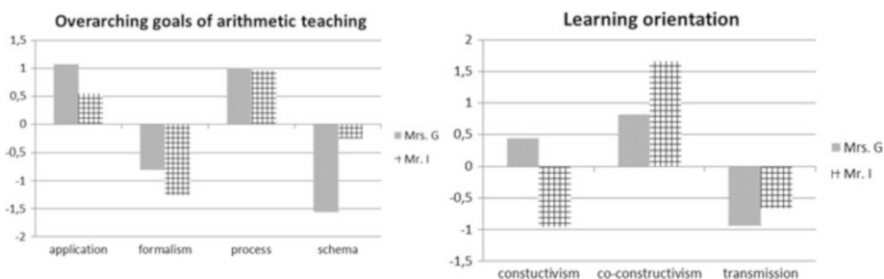 Overarching goals of arithmetic teaching
1,5
1
0,5
0
-0,5
-1
-1,5
-2
application formalism process schema
Mrs. G
Mr. I
Learning orientation
2
1,5
1
0,5
0
-0,5
-1
-1,5
constuctivism co-constructivism transmission
Mrs. G
Mr. I